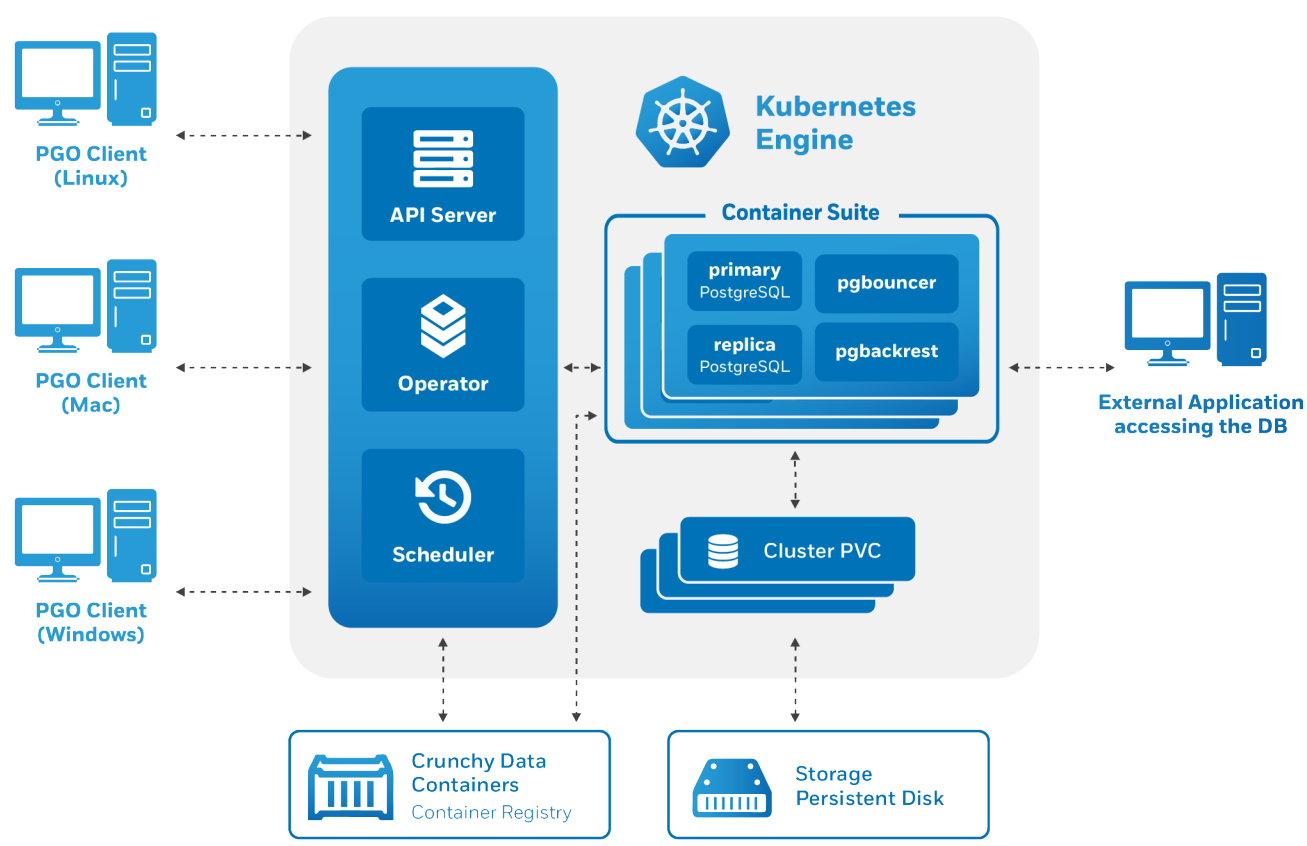 PGO Client
(Linux)
PGO Client
(Mac)
PGO Client
(Windows)
API Server
Operator
Scheduler
Kubernetes
Engine
Container Suite
primary
PostgreSQL
pgbouncer
replica
PostgreSQL
pgbackrest
Cluster PVC
External Application
accessing the DB
Crunchy Data
Containers
Container Registry
Storage
Persistent Disk